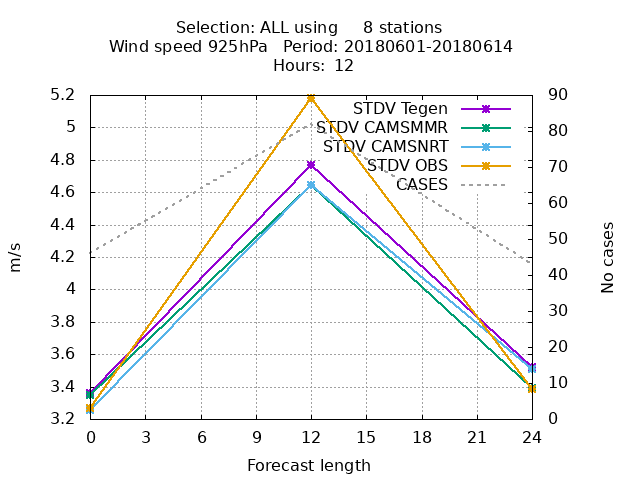 Selection: ALL using     8 stations
Wind speed 925hPa   Period: 20180601-20180614
Hours: 12
5.2
5
4.8
4.6
4.4
4.2
4
3.8
3.6
3.4
3.2
m/s
STDV Tegen
STDV CAMSMMR
STDV CAMSNRT
STDV OBS
CASES
90
80
70
60
50
40
30
20
10
0
No cases
0 3 6 9 12 15 18 21 24
Forecast length